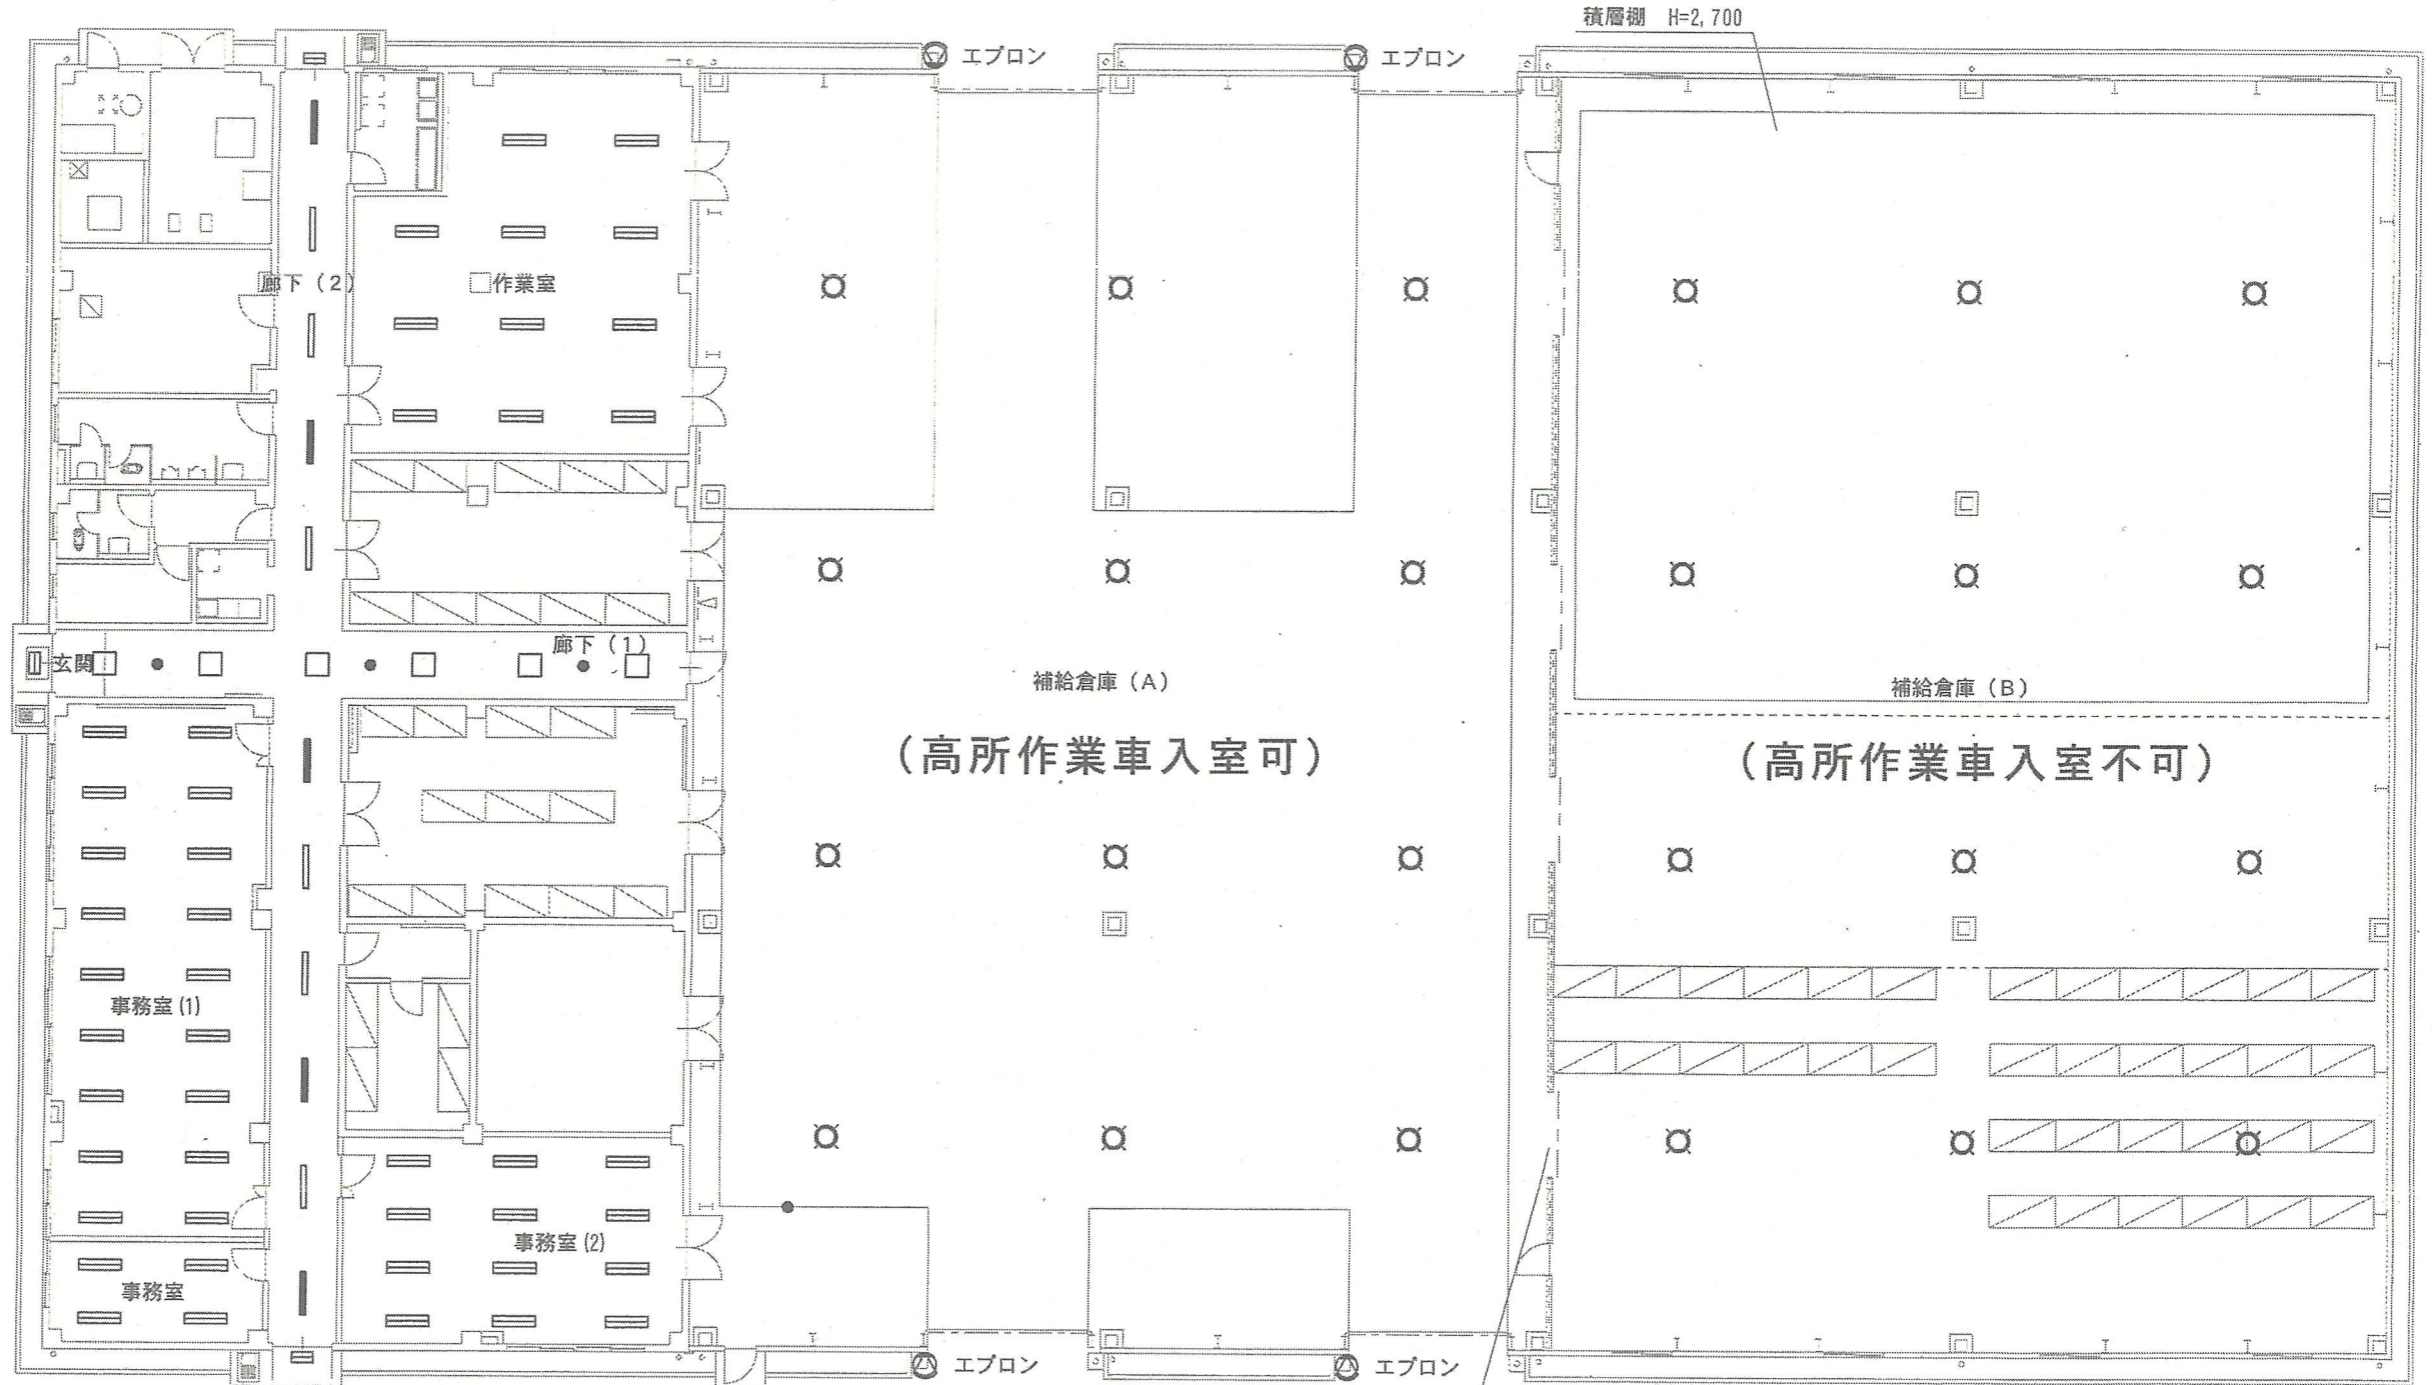 積層棚 H=2,700
エプロン
エプロン
廊下(2)
作業室
玄関
廊下(1)
補給倉庫(A)
補給倉庫(B)
(高所作業車入室可)
(高所作業車入室不可)
事務室(1)
事務室(2)
事務室
エプロン
エプロン